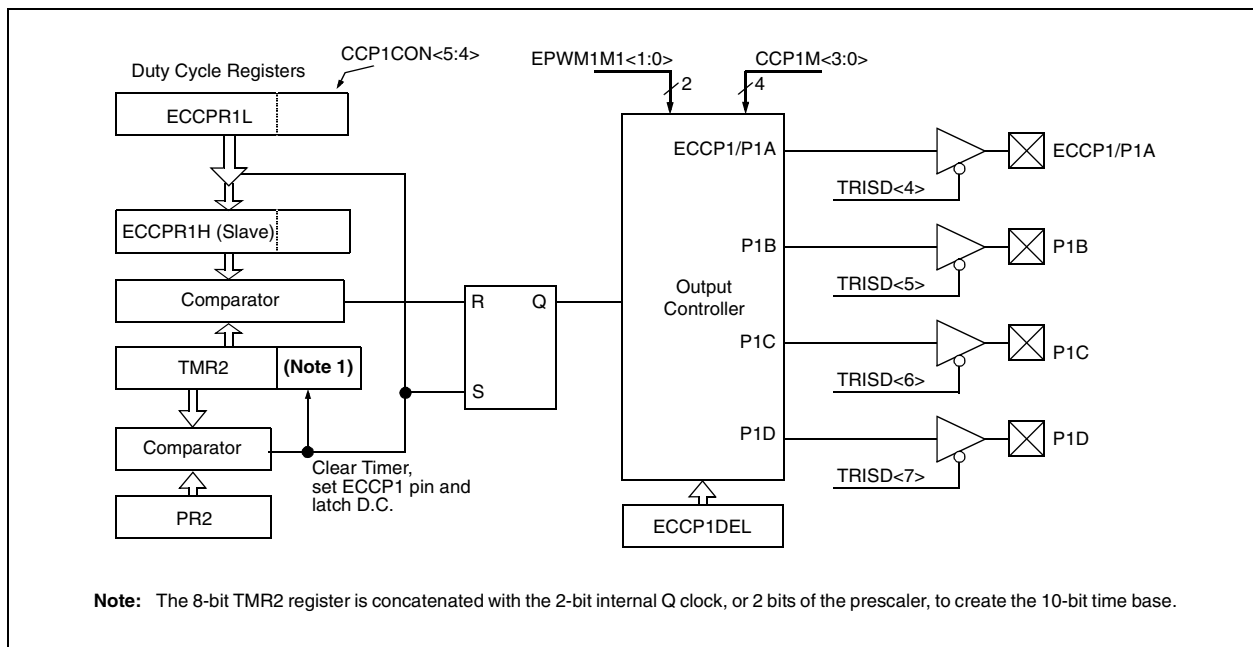 CCP1CON<5:4>
Duty Cycle Registers
ECCPR1L
ECCPR1H (Slave)
Comparator
TMR2
(Note 1)
Comparator
PR2
Clear Timer,
set ECCP1 pin and
latch D.C.
R
Q
S
EPWM1M1<1:0>
2
CCP1M<3:0>
4
Output
Controller
ECCP1/P1A
P1B
P1C
P1D
ECCP1DEL
TRISD<4>
ECCP1/P1A
TRISD<5>
P1B
TRISD<6>
P1C
TRISD<7>
P1D
Note: The 8-bit TMR2 register is concatenated with the 2-bit internal Q clock, or 2 bits of the prescaler, to create the 10-bit time base.